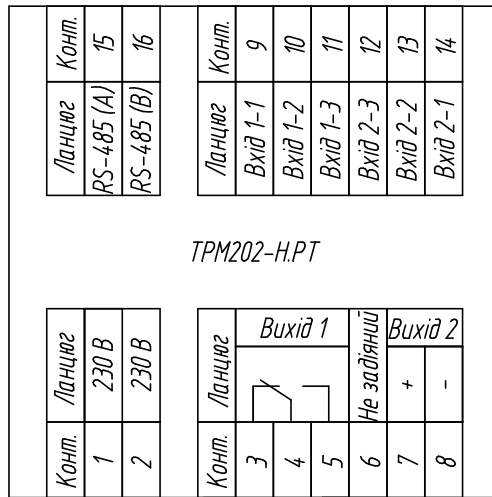 Конт. 15 16
Ланцюг RS-485 (A) RS-485 (B)
Конт. 9 10 11 12 13 14
Ланцюг Вхід 1-1 Вхід 1-2 Вхід 1-3 Вхід 2-3 Вхід 2-2 Вхід 2-1
ТРМ202-Н.РТ
Ланцюг 230 В 230 В
Конт. 1 2
Ланцюг Вихід 1 Не задіяний Вихід 2
+ -
Конт. 3 4 5 6 7 8